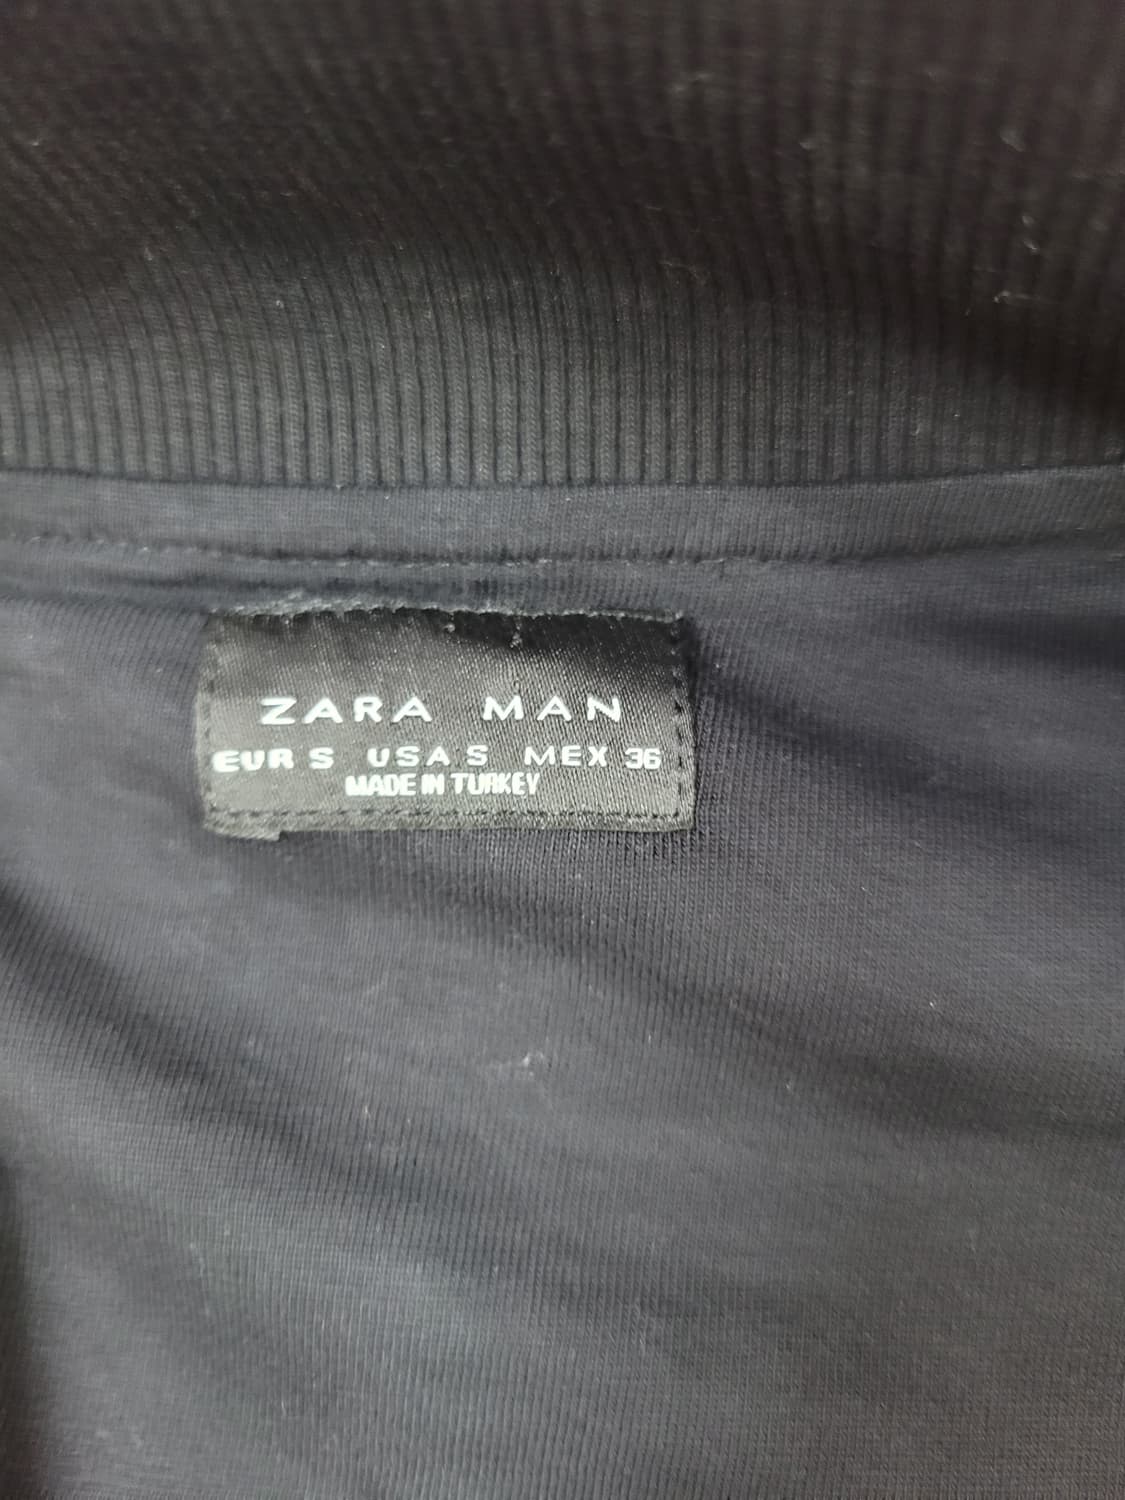 ZARA MAN
EUR S USA S MEX 36
MADE IN TURKEY